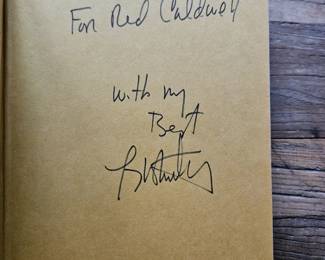 For Red Caldwell
with my
Best